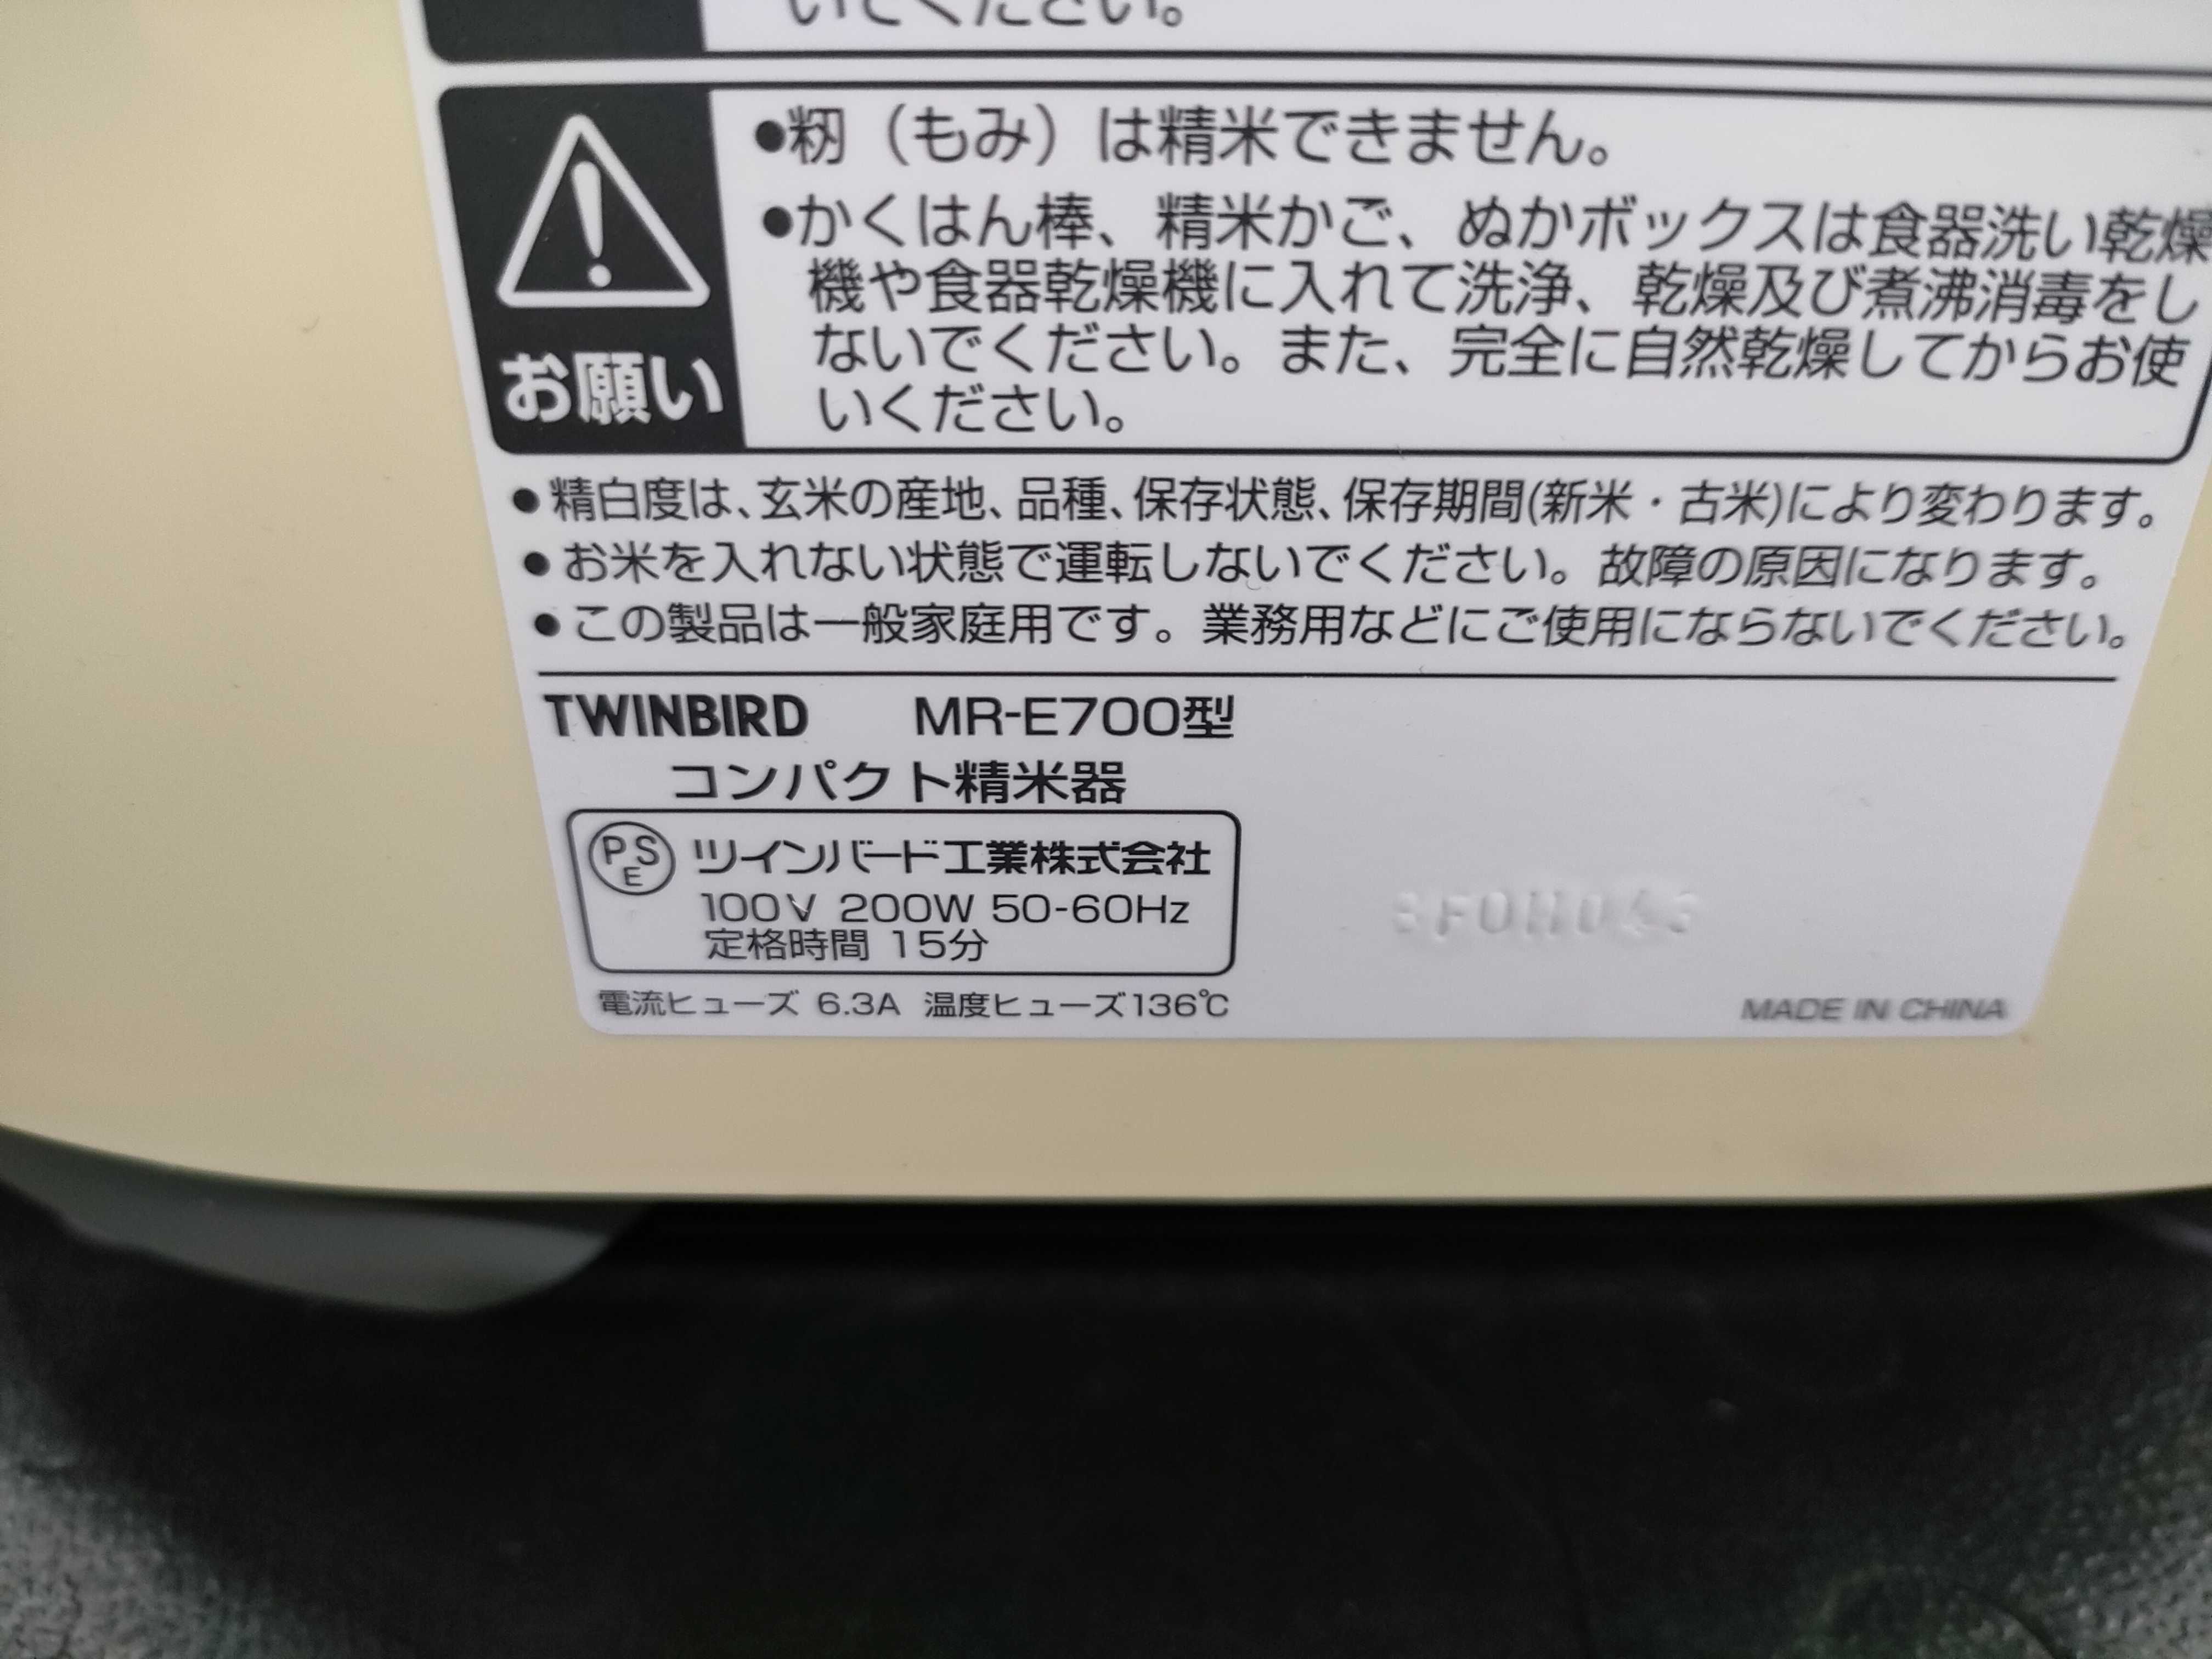 いでください。
お願い
●籾（もみ）は精米できません。
●かくはん棒、精米かご、ぬかボックスは食器洗い乾燥
機や食器乾燥機に入れて洗浄、乾燥及び煮沸消毒をし
ないでください。また、完全に自然乾燥してからお使
いください。
●精白度は、玄米の産地、品種、保存状態、保存期間(新米・古米)により変わります。
●お米を入れない状態で運転しないでください。故障の原因になります。
●この製品は一般家庭用です。業務用などにご使用にならないでください。
TWINBIRD MR-E700型
コンパクト精米器
PSE ツインバード工業株式会社
100V 200W 50-60Hz
定格時間 15分
電流ヒューズ 6.3A 温度ヒューズ136℃
MADE IN CHINA